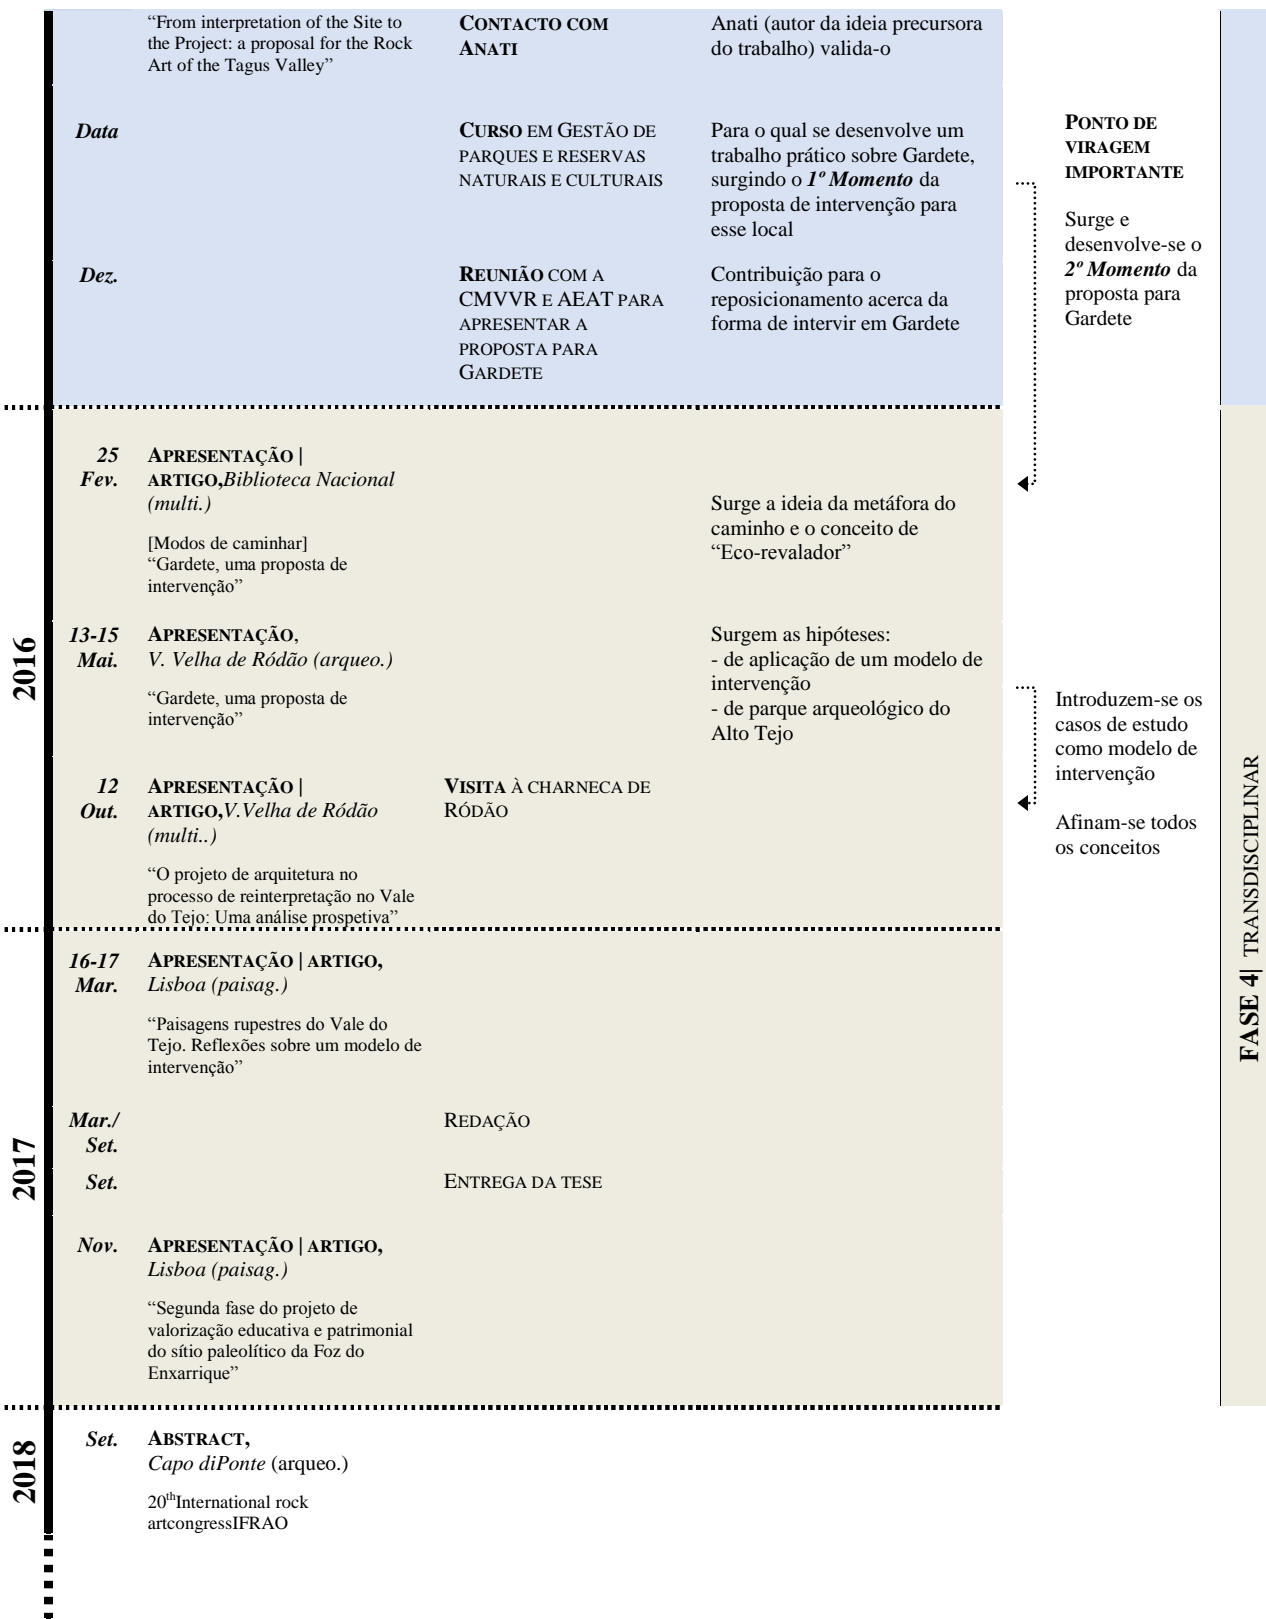 “From interpretation of the Site to
the Project: a proposal for the Rock
Art of the Tagus Valley”
CONTACTO COM
ANATI
Anati (autor da ideia precursora
do trabalho) valida-o
Data
CURSO EM GESTÃO DE
PARQUES E RESERVAS
NATURAIS E CULTURAIS
Para o qual se desenvolve um
trabalho prático sobre Gardete,
surgindo o 1º Momento da
proposta de intervenção para
esse local
PONTO DE
VIRAGEM
IMPORTANTE
Surge e
desenvolve-se o
2º Momento da
proposta para
Gardete
Dez.
REUNIÃO COM A
CMVVR E AEAT PARA
APRESENTAR A
PROPOSTA PARA
GARDETE
Contribuição para o
reposicionamento acerca da
forma de intervir em Gardete
2016
25
Fev.
APRESENTAÇÃO |
ARTIGO,Biblioteca Nacional
(multi.)
[Modos de caminhar]
“Gardete, uma proposta de
intervenção”
Surge a ideia da metáfora do
caminho e o conceito de
“Eco-revalador”
13-15
Mai.
APRESENTAÇÃO,
V. Velha de Ródão (arqueo.)
“Gardete, uma proposta de
intervenção”
Surgem as hipóteses:
- de aplicação de um modelo de
intervenção
- de parque arqueológico do
Alto Tejo
Introduzem-se os
casos de estudo
como modelo de
intervenção
Afinam-se todos
os conceitos
12
Out.
APRESENTAÇÃO |
ARTIGO,V.Velha de Ródão
(multi..)
“O projeto de arquitetura no
processo de reinterpretação no Vale
do Tejo: Uma análise prospetiva”
VISITA À CHARNECA DE
RÓDÃO
FASE 4| TRANSDISCIPLINAR
2017
16-17
Mar.
APRESENTAÇÃO | ARTIGO,
Lisboa (paisag.)
“Paisagens rupestres do Vale do
Tejo. Reflexões sobre um modelo de
intervenção”
Mar./
Set.
REDAÇÃO
Set.
ENTREGA DA TESE
Nov.
APRESENTAÇÃO | ARTIGO,
Lisboa (paisag.)
“Segunda fase do projeto de
valorização educativa e patrimonial
do sítio paleolítico da Foz do
Enxarrique”
2018
Set.
ABSTRACT,
Capo diPonte (arqueo.)
20thInternational rock
artcongressIFRAO